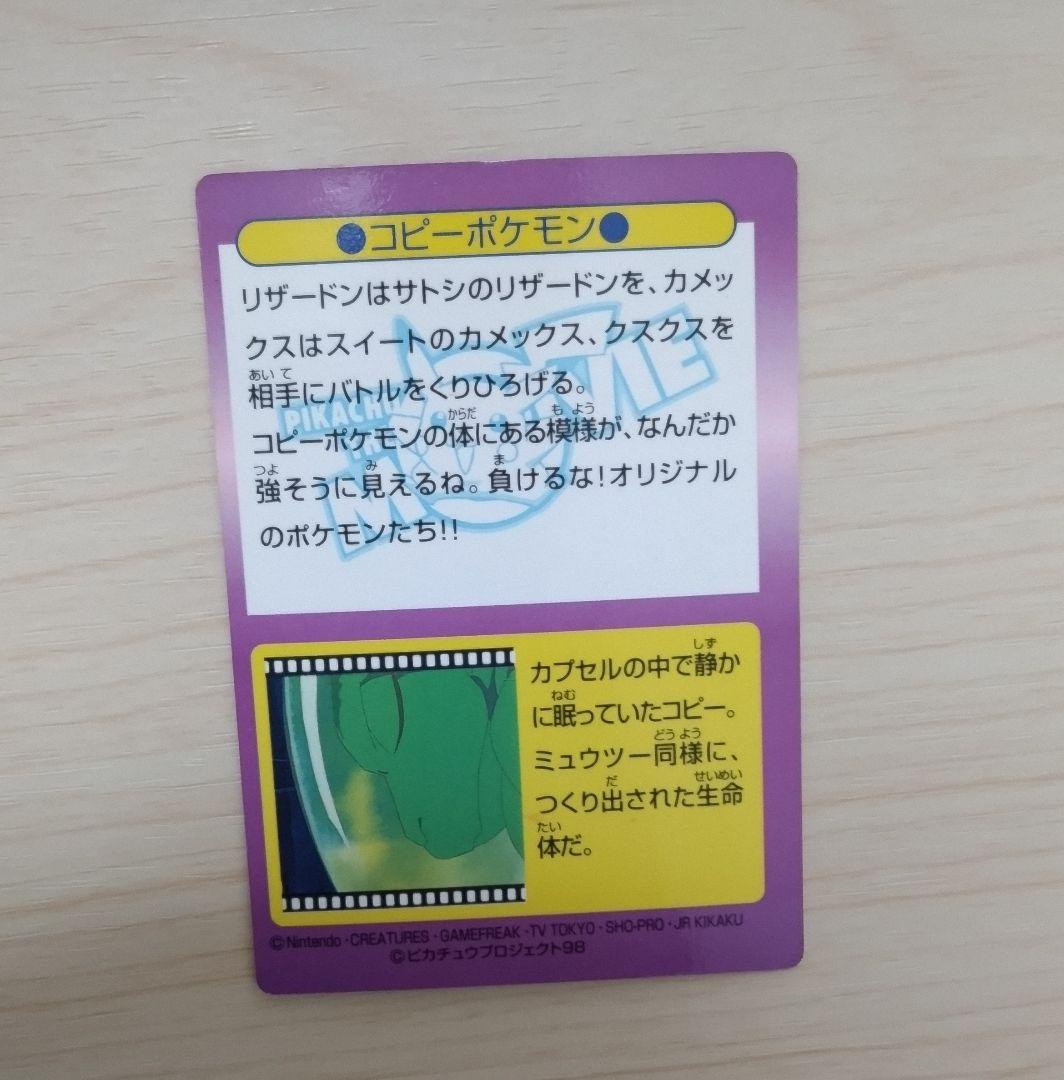 ●コピーポケモン●
リザードンはサトシのリザードンを、カメッ
クスはスイートのカメックス、クスクスを
あいて
相手にバトルをくりひろげる。
からだ もよう
コピーポケモンの体にある模様が、なんだか
つよ み ま
強そうに見えるね。負けるな!オリジナル
のポケモンたち!!
PIKACHU
THE
MOVIE
しず
カプセルの中で静か
ねむ
に眠っていたコピー。
どうよう
ミュウツー同様に、
だ せいめい
つくり出された生命
たい
体だ。
©Nintendo・CREATURES・GAMEFREAK・TV TOKYO・SHO-PRO・JR KIKAKU
©ピカチュウプロジェクト98